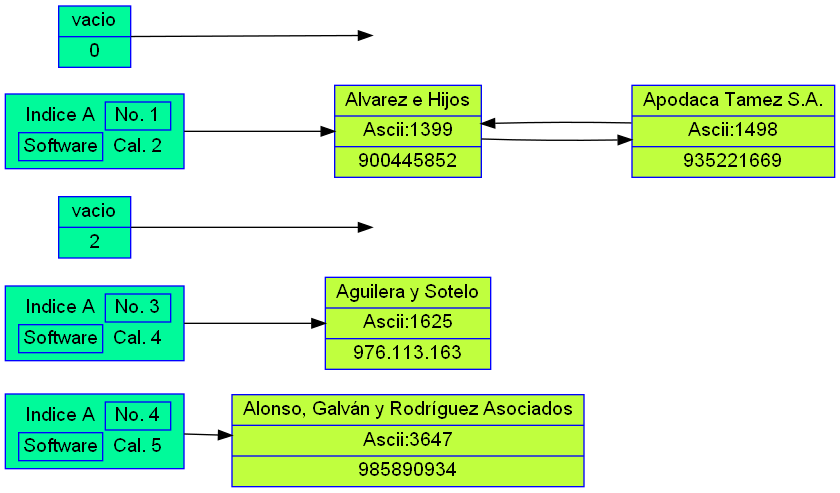 vacio
0
Indice A No. 1
Software Cal. 2
Alvarez e Hijos
Ascii:1399
900445852
Apodaca Tamez S.A.
Ascii:1498
935221669
vacio
2
Indice A No. 3
Software Cal. 4
Aguilera y Sotelo
Ascii:1625
976.113.163
Indice A No. 4
Software Cal. 5
Alonso, Galván y Rodríguez Asociados
Ascii:3647
985890934